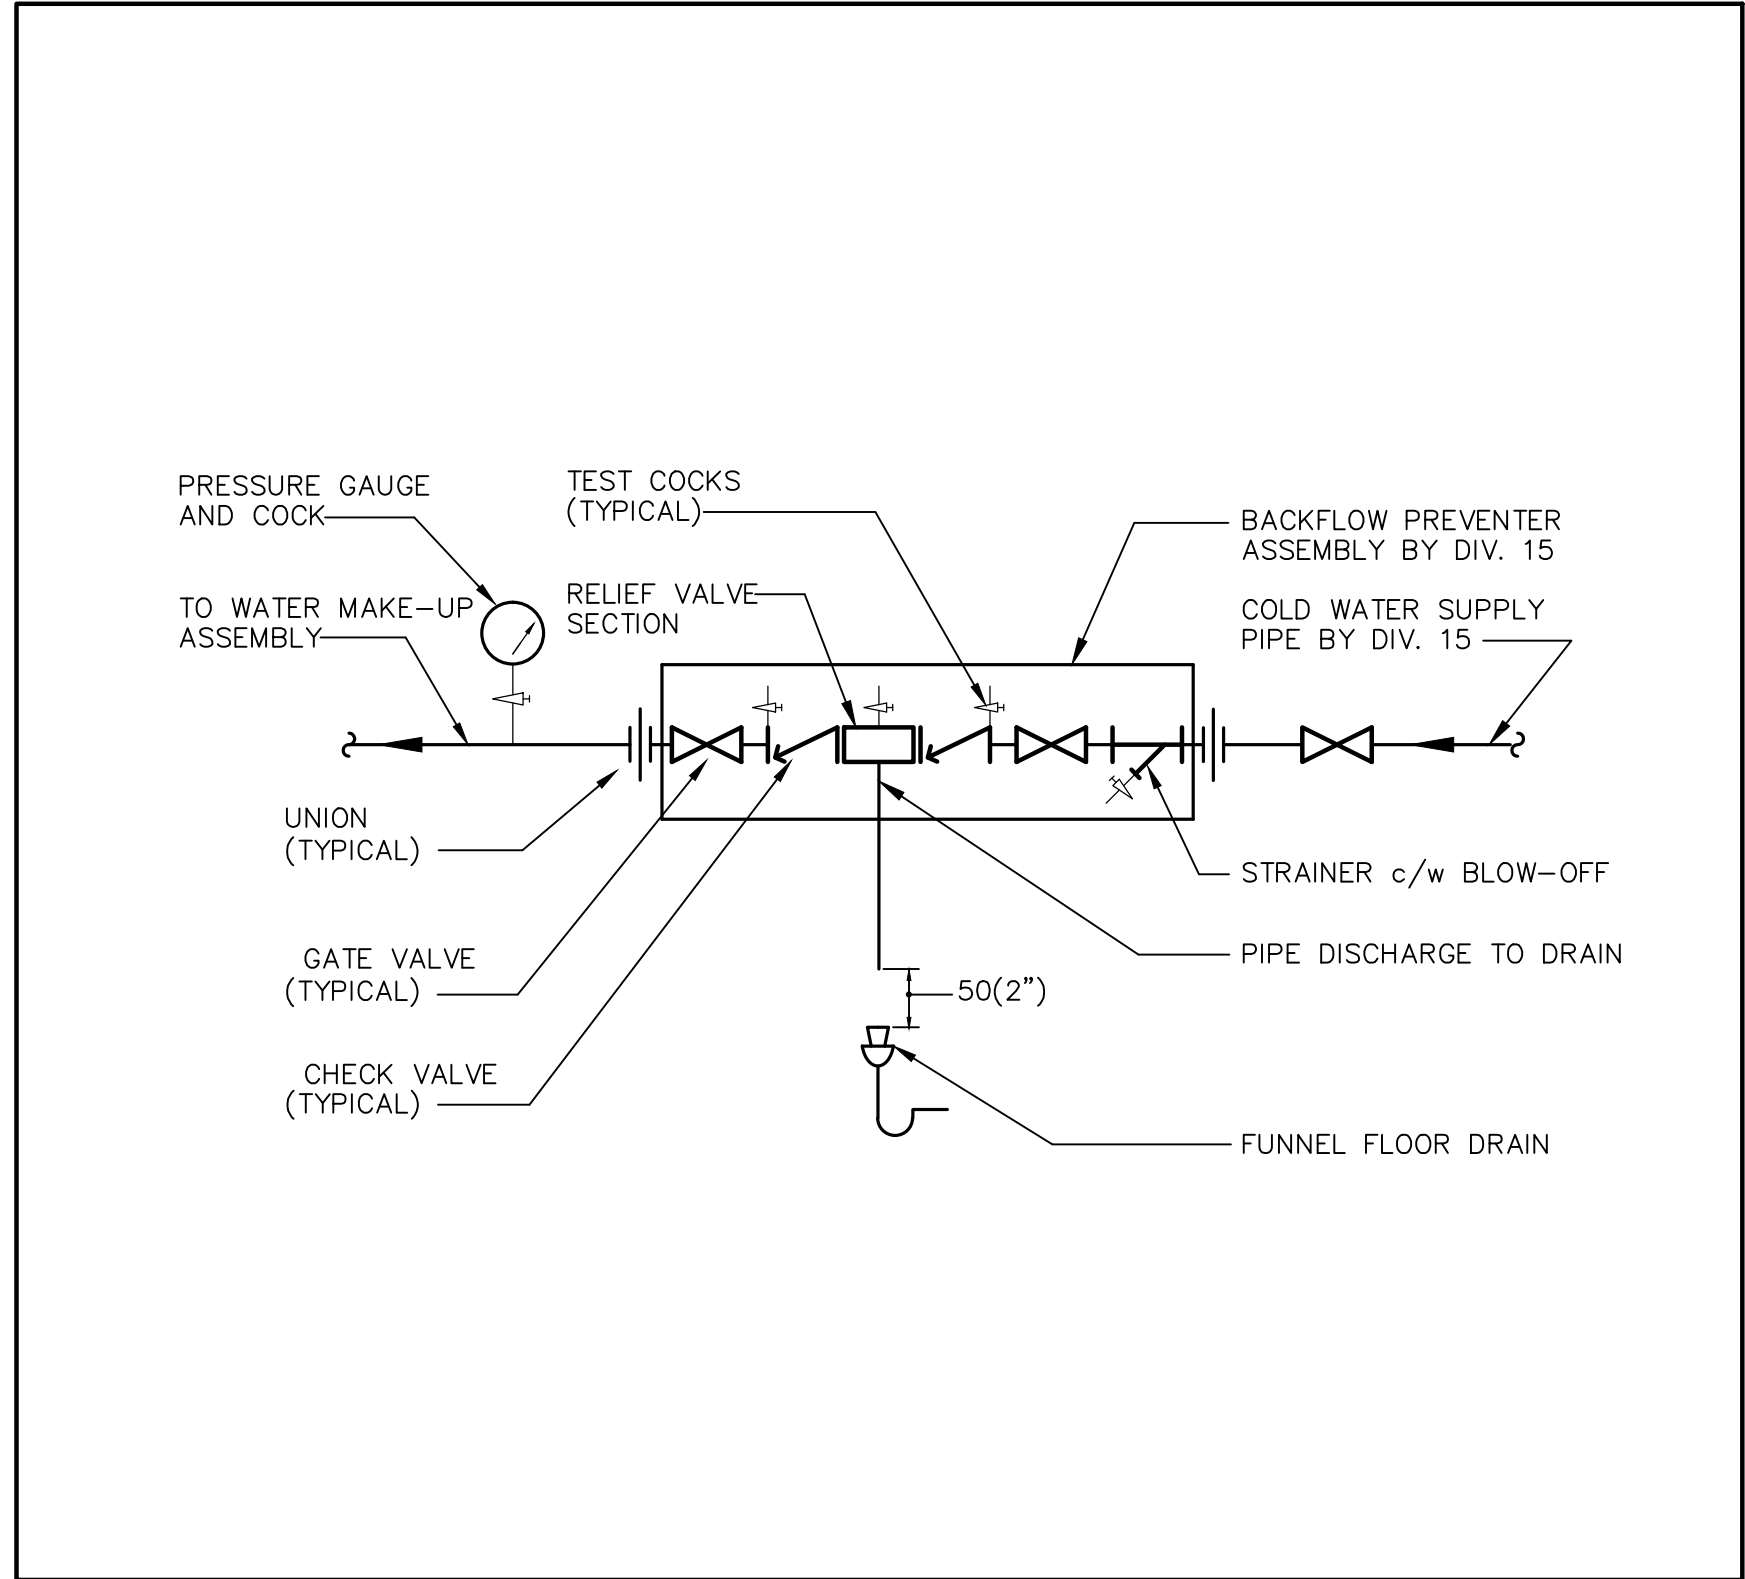 PRESSURE GAUGE
AND COCK
TEST COCKS
(TYPICAL)
BACKFLOW PREVENTER
ASSEMBLY BY DIV. 15
TO WATER MAKE-UP
ASSEMBLY
RELIEF VALVE
SECTION
COLD WATER SUPPLY
PIPE BY DIV. 15
UNION
(TYPICAL)
STRAINER c/w BLOW-OFF
GATE VALVE
(TYPICAL)
PIPE DISCHARGE TO DRAIN
50(2")
CHECK VALVE
(TYPICAL)
FUNNEL FLOOR DRAIN